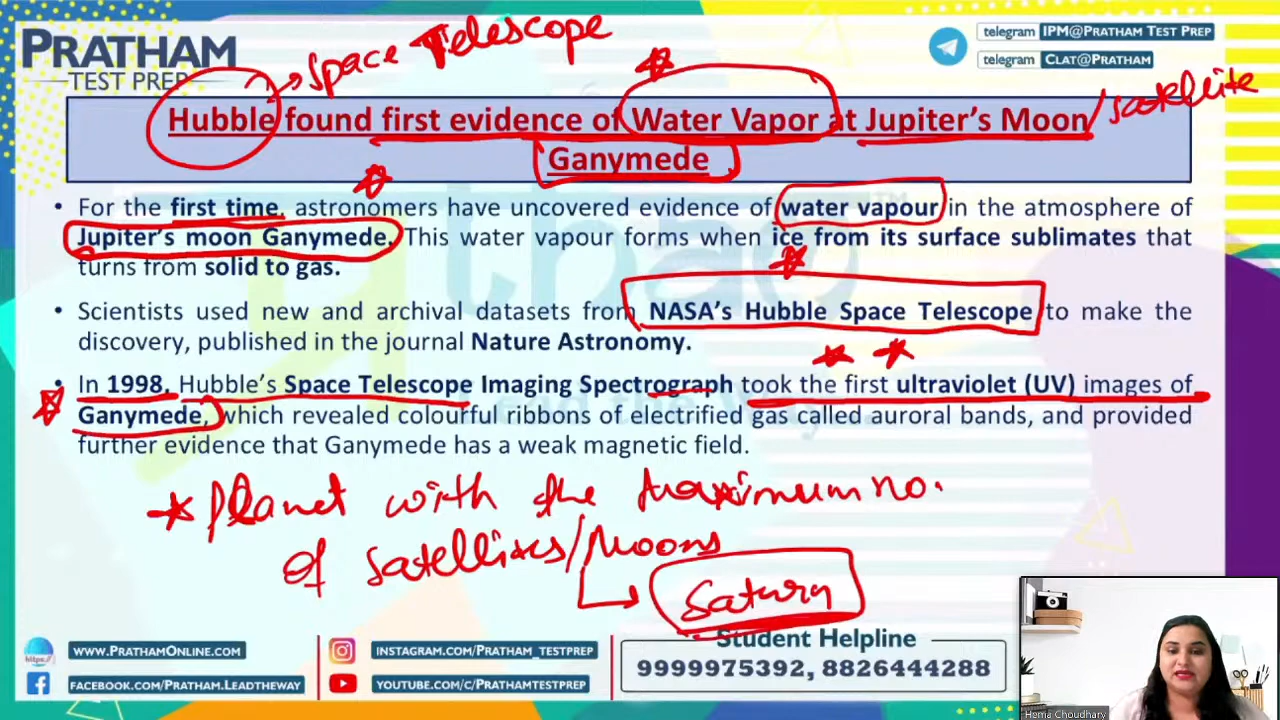 PRATHAM
TEST PREP
Space Telescope
telegram IPM@Pratham Test Prep
telegram Clat@Pratham
/satellite
Hubble found first evidence of Water Vapor at Jupiter's Moon
Ganymede
• For the first time, astronomers have uncovered evidence of water vapour in the atmosphere of
Jupiter's moon Ganymede. This water vapour forms when ice from its surface sublimates that
turns from solid to gas.
• Scientists used new and archival datasets from NASA's Hubble Space Telescope to make the
discovery, published in the journal Nature Astronomy.
• In 1998, Hubble's Space Telescope Imaging Spectrograph took the first ultraviolet (UV) images of
Ganymede, which revealed colourful ribbons of electrified gas called auroral bands, and provided
further evidence that Ganymede has a weak magnetic field.
Planet with the maximum no.
of satellites/Moons
Saturn
https://
www.PrathamOnline.com
instagram.com/Pratham_testprep
facebook.com/Pratham.Leadtheway
youtube.com/c/Prathamtestprep
Student Helpline
9999975392, 8826444288
Hema Choudhary